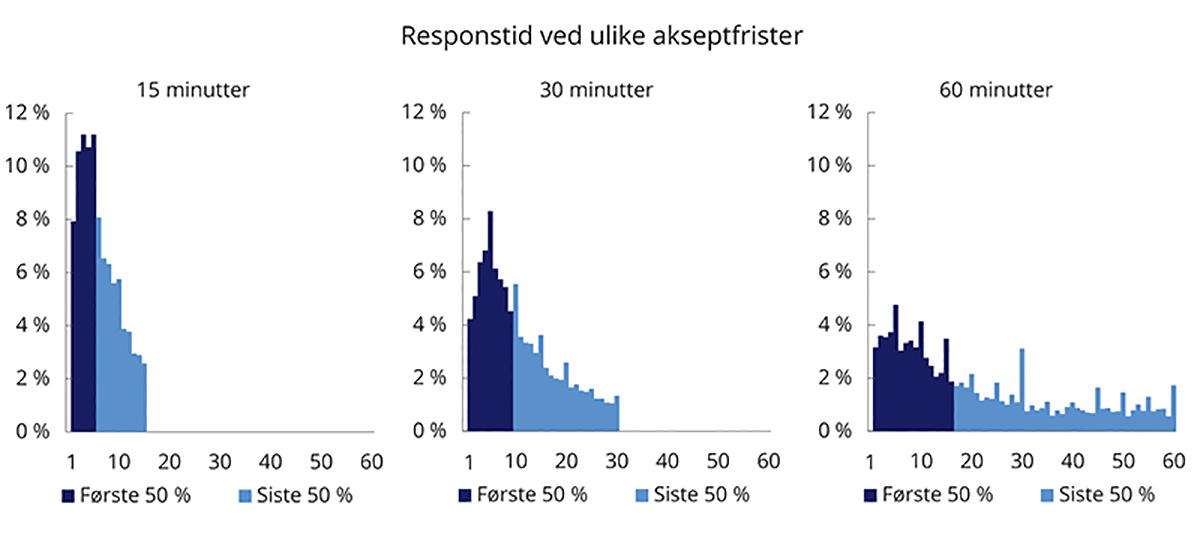 Responstid ved ulike akseptfrister
15 minutter
12 %
10 %
8 %
6 %
4 %
2 %
0 %
1 10 20 30 40 50 60
Første 50 % Siste 50 %
30 minutter
12 %
10 %
8 %
6 %
4 %
2 %
0 %
1 10 20 30 40 50 60
Første 50 % Siste 50 %
60 minutter
12 %
10 %
8 %
6 %
4 %
2 %
0 %
1 10 20 30 40 50 60
Første 50 % Siste 50 %